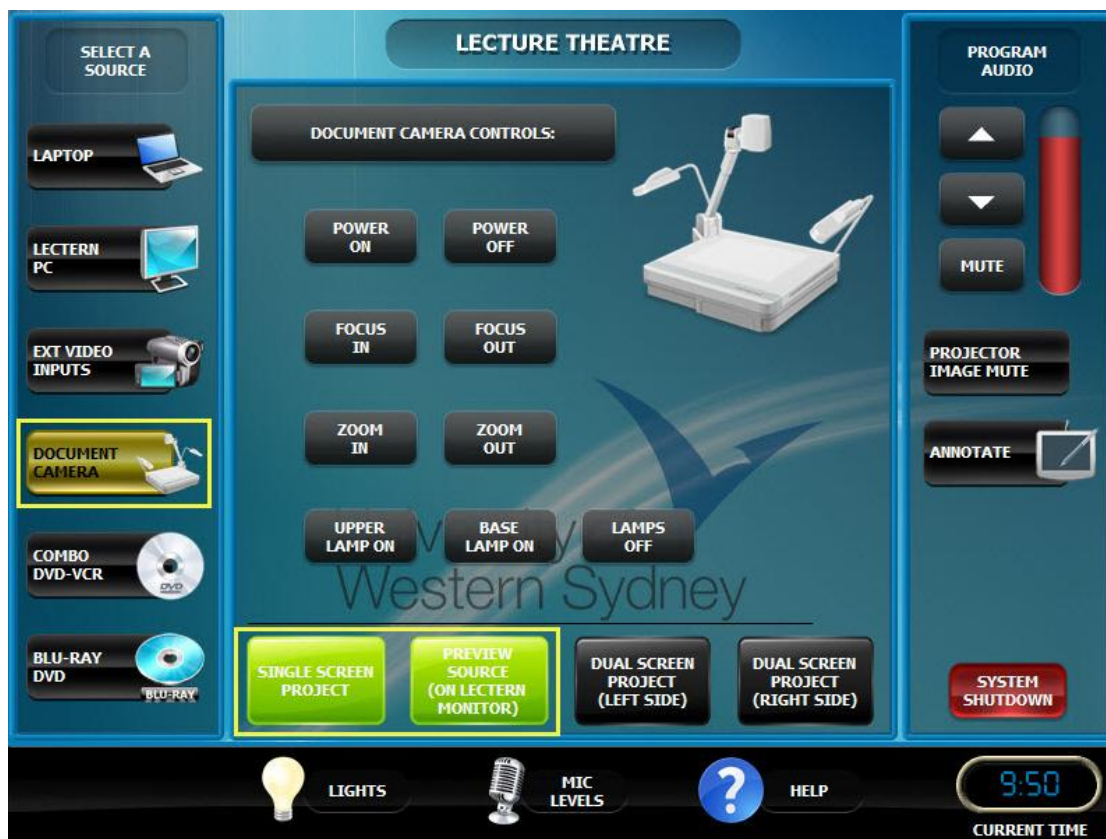 SELECT A
SOURCE
LAPTOP
LECTERN
PC
EXT VIDEO
INPUTS
DOCUMENT
CAMERA
COMBO
DVD-VCR
DVD
BLU-RAY
DVD
BLU-RAY
LECTURE THEATRE
DOCUMENT CAMERA CONTROLS:
POWER
ON
POWER
OFF
FOCUS
IN
FOCUS
OUT
ZOOM
IN
ZOOM
OUT
UPPER
LAMP ON
BASE
LAMP ON
LAMPS
OFF
Western Sydney
SINGLE SCREEN
PROJECT
PREVIEW
SOURCE
(ON LECTERN
MONITOR)
DUAL SCREEN
PROJECT
(LEFT SIDE)
DUAL SCREEN
PROJECT
(RIGHT SIDE)
PROGRAM
AUDIO
MUTE
PROJECTOR
IMAGE MUTE
ANNOTATE
SYSTEM
SHUTDOWN
LIGHTS
MIC
LEVELS
?
HELP
9:50
CURRENT TIME